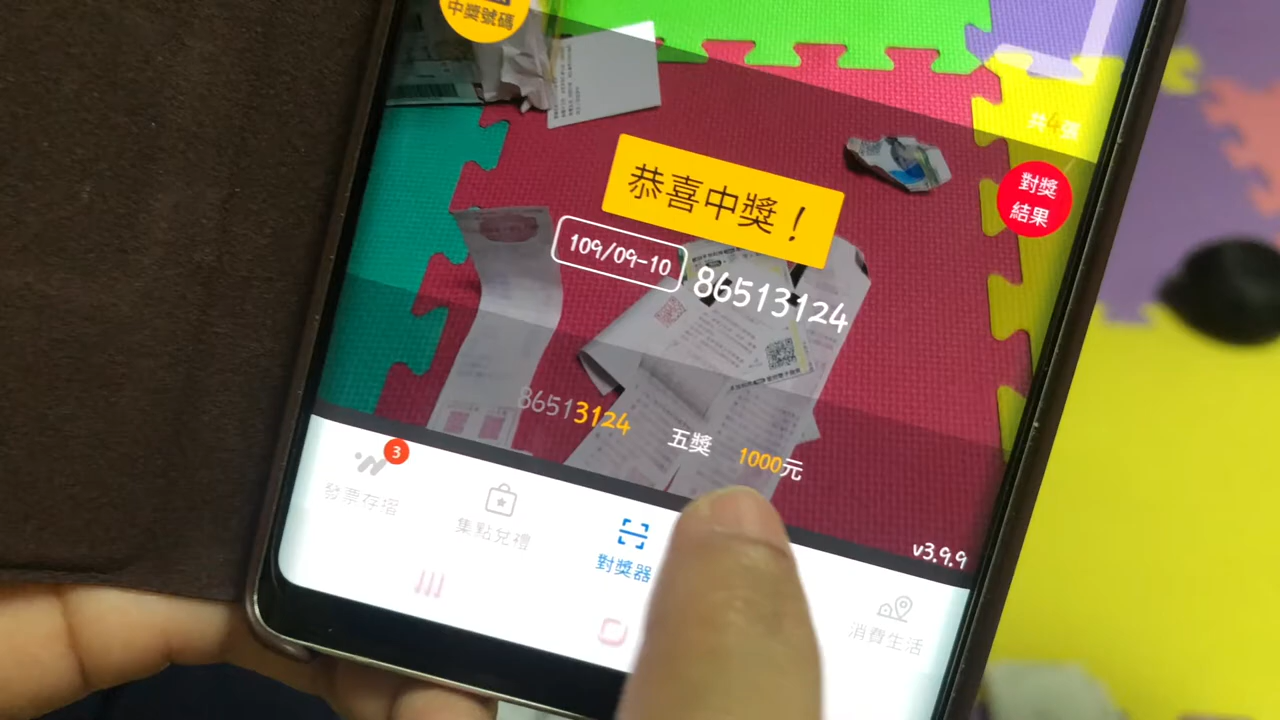 中獎號碼
共4張
恭喜中獎！
對獎
結果
109/09-10
86513124
86513124
五獎
1000元
v3.9.9
3
發票存摺
集點兌禮
對獎器
消費生活